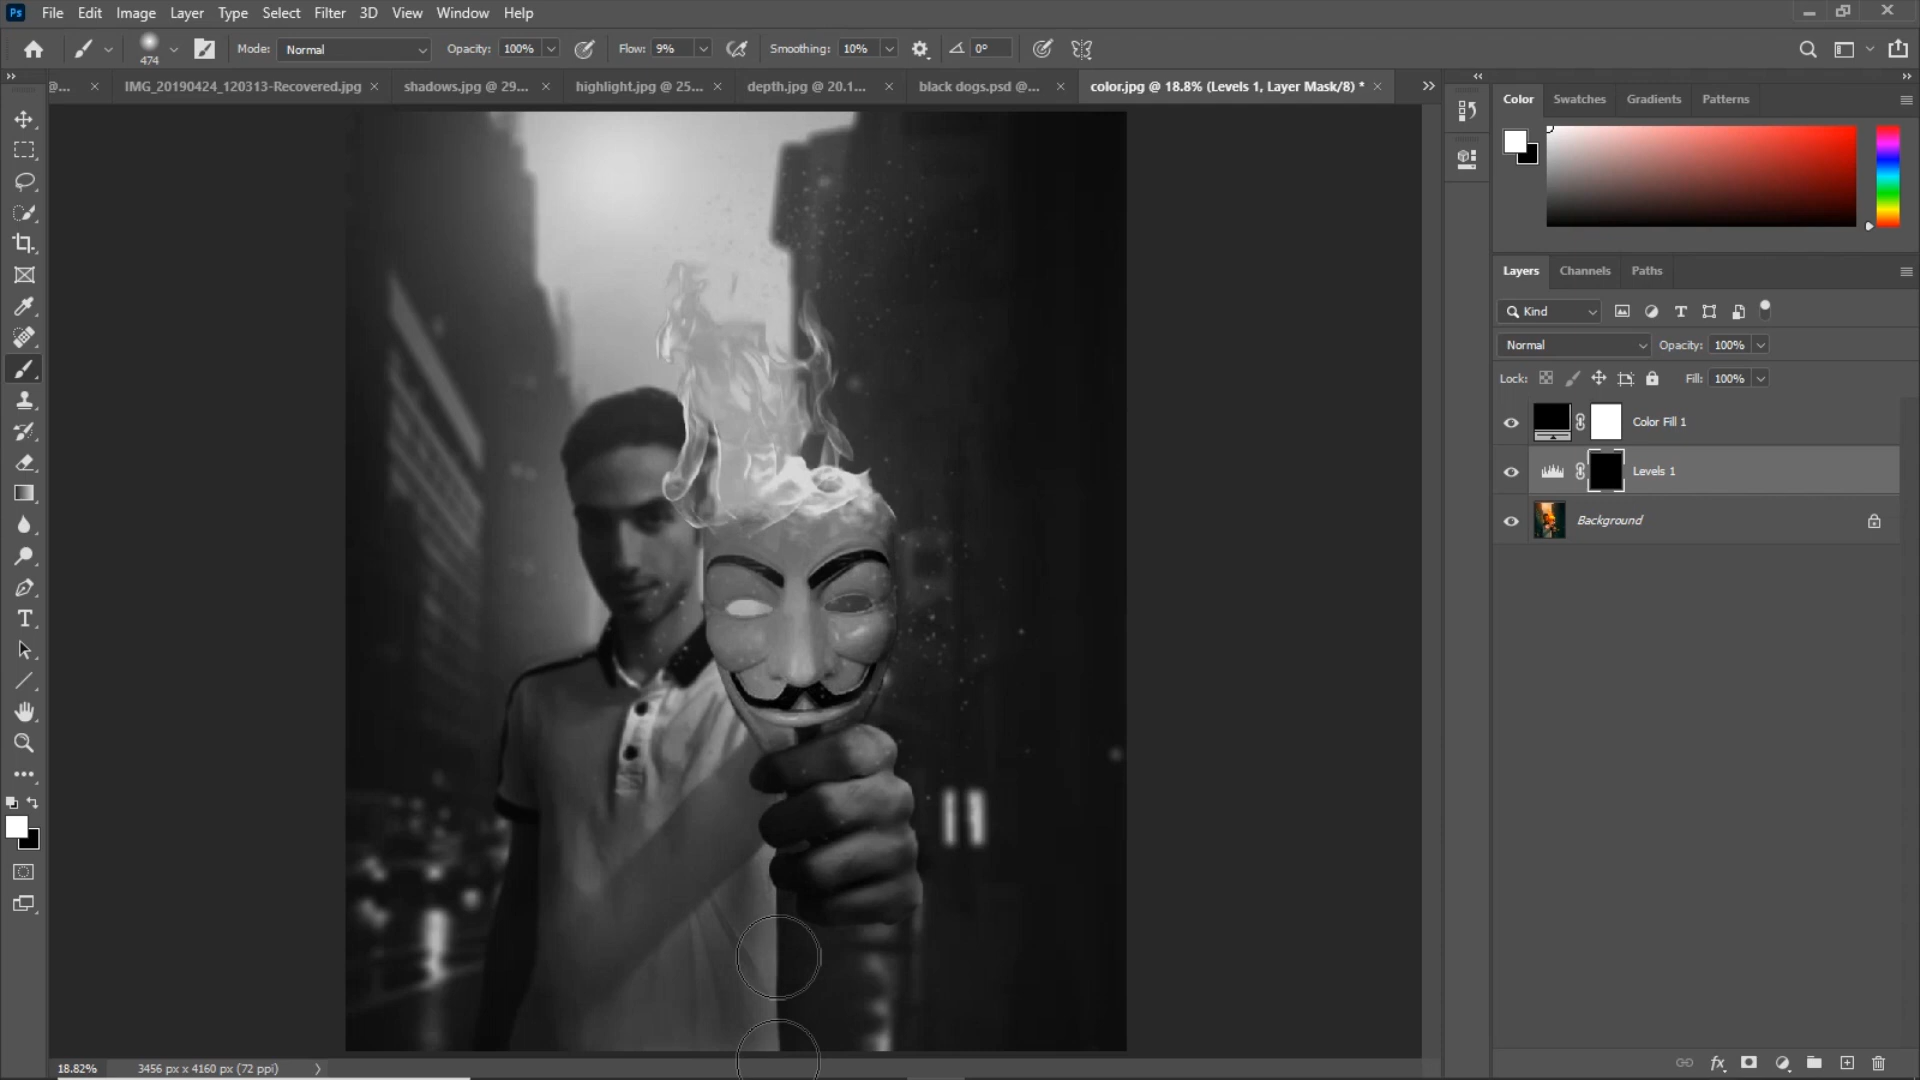 Ps File Edit Image Layer Type Select Filter 3D View Window Help
474 Mode: Normal Opacity: 100% Flow: 9% Smoothing: 10% 0°
@... IMG_20190424_120313-Recovered.jpg shadows.jpg @ 29... highlight.jpg @ 25... depth.jpg @ 20.1... black dogs.psd @... color.jpg @ 18.8% (Levels 1, Layer Mask/8) *
Color Swatches Gradients Patterns
Layers Channels Paths
Kind
Normal Opacity: 100%
Lock: Fill: 100%
Color Fill 1
Levels 1
Background
18.82% 3456 px x 4160 px (72 ppi)